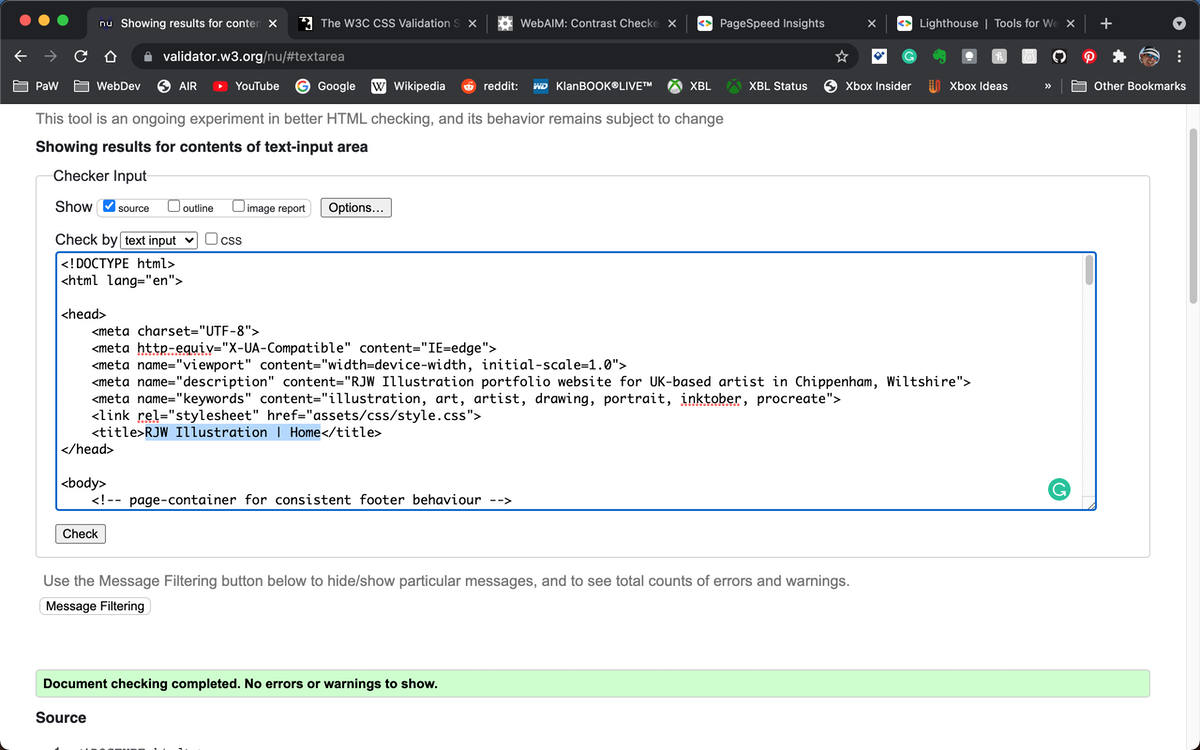 nu Showing results for conten
The W3C CSS Validation S
WebAIM: Contrast Checke
PageSpeed Insights
Lighthouse | Tools for We
validator.w3.org/nu/#textarea
PaW WebDev AIR YouTube Google Wikipedia reddit: KlanBOOK®LIVE™ XBL XBL Status Xbox Insider Xbox Ideas » Other Bookmarks
This tool is an ongoing experiment in better HTML checking, and its behavior remains subject to change
Showing results for contents of text-input area
Checker Input
Show source outline image report Options...
Check by text input css
<!DOCTYPE html>
<html lang="en">
<head>
<meta charset="UTF-8">
<meta http-equiv="X-UA-Compatible" content="IE=edge">
<meta name="viewport" content="width=device-width, initial-scale=1.0">
<meta name="description" content="RJW Illustration portfolio website for UK-based artist in Chippenham, Wiltshire">
<meta name="keywords" content="illustration, art, artist, drawing, portrait, inktober, procreate">
<link rel="stylesheet" href="assets/css/style.css">
<title>RJW Illustration | Home</title>
</head>
<body>
<!-- page-container for consistent footer behaviour -->
Check
Use the Message Filtering button below to hide/show particular messages, and to see total counts of errors and warnings.
Message Filtering
Document checking completed. No errors or warnings to show.
Source